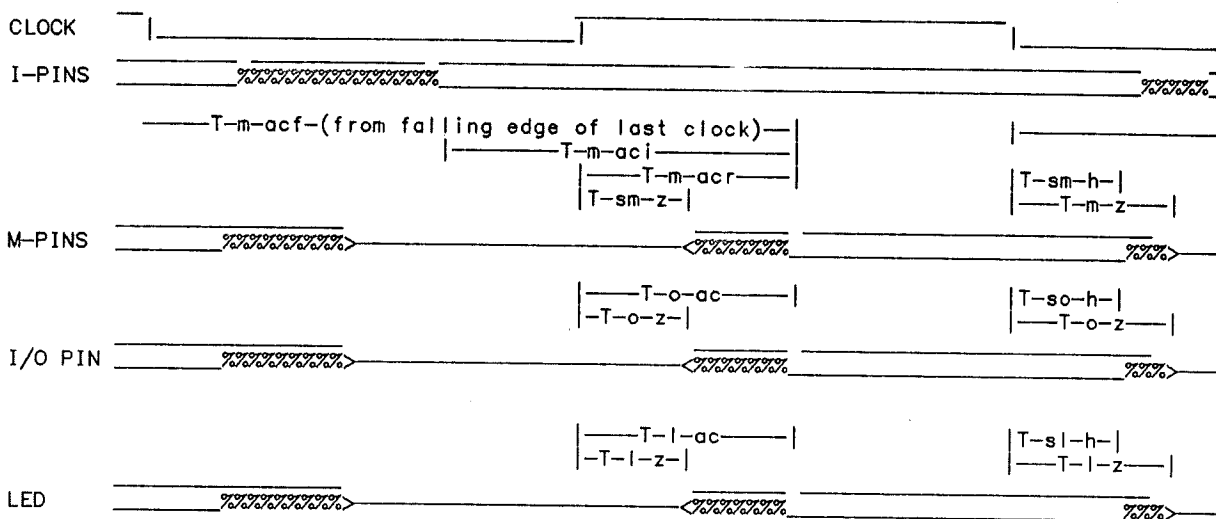 CLOCK
I-PINS
%%%%%%%%%%%%%%% %%%%%
T-m-acf-(from falling edge of last clock)
T-m-aci
T-m-acr
T-sm-z T-sm-h
T-m-z
M-PINS
%%%%%%%%% %%%%%%% %%%
T-o-ac T-so-h
T-o-z T-o-z
I/O PIN
%%%%%%%%% %%%%%%% %%%
T-l-ac T-sl-h
T-l-z T-l-z
LED
%%%%%%%%% %%%%%%% %%%